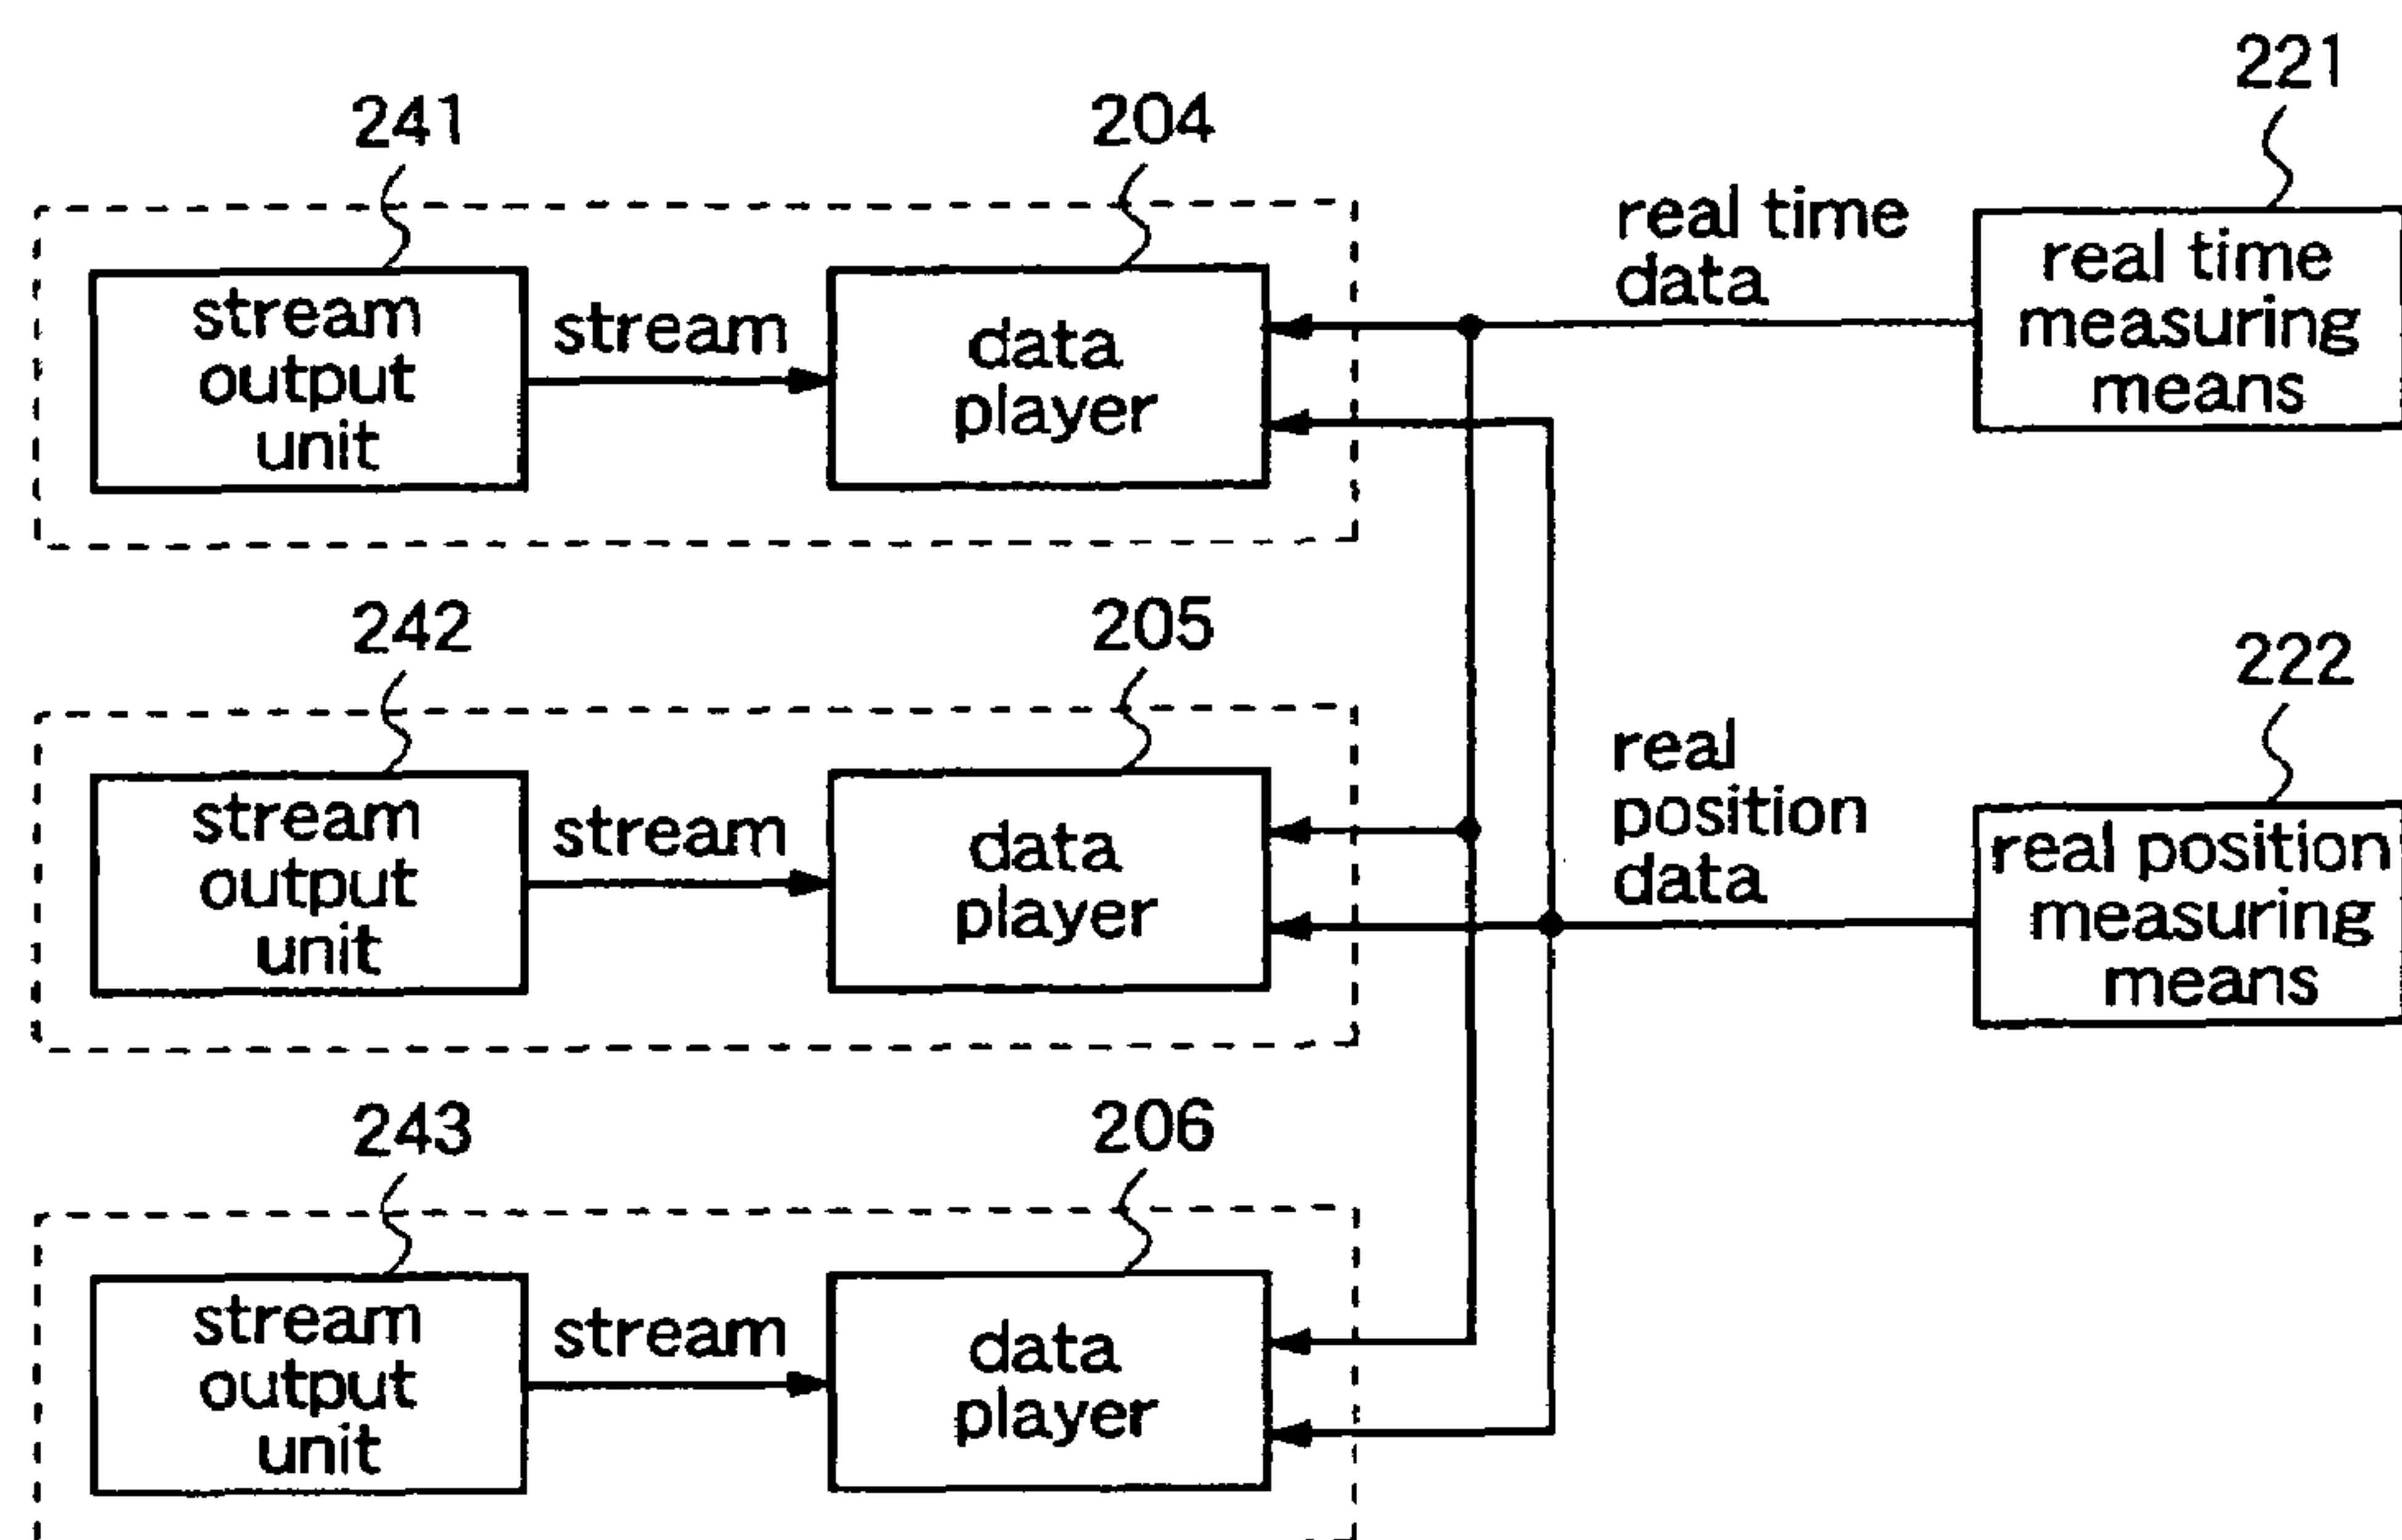 221
241
204
real time
data
real time
measuring
means
stream
output
unit
stream
data
player
242
205
222
real
position
data
real position
measuring
means
stream
output
unit
stream
data
player
243
206
stream
output
unit
stream
data
player